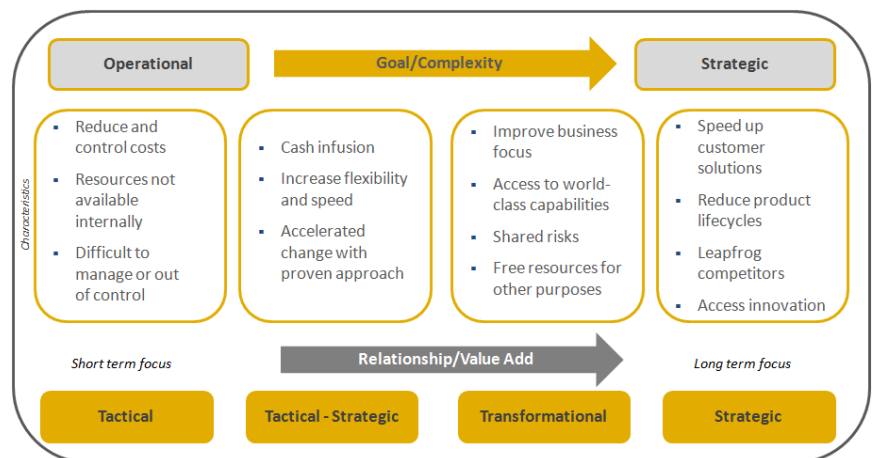 Operational
Goal/Complexity
Strategic
Characteristics
▪ Reduce and
control costs
▪ Resources not
available
internally
▪ Difficult to
manage or out
of control
▪ Cash infusion
▪ Increase flexibility
and speed
▪ Accelerated
change with
proven approach
▪ Improve business
focus
▪ Access to world-
class capabilities
▪ Shared risks
▪ Free resources for
other purposes
▪ Speed up
customer
solutions
▪ Reduce product
lifecycles
▪ Leapfrog
competitors
▪ Access innovation
Short term focus
Relationship/Value Add
Long term focus
Tactical
Tactical - Strategic
Transformational
Strategic